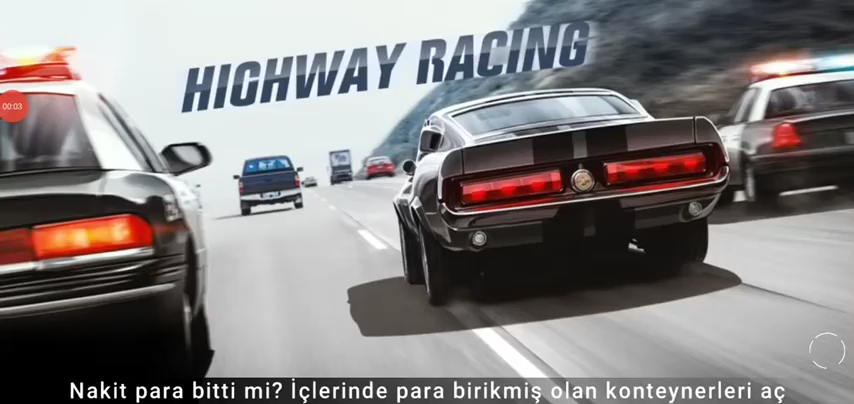 HIGHWAY RACING
00:03
Nakit para bitti mi? İçlerinde para birikmiş olan konteynerleri aç